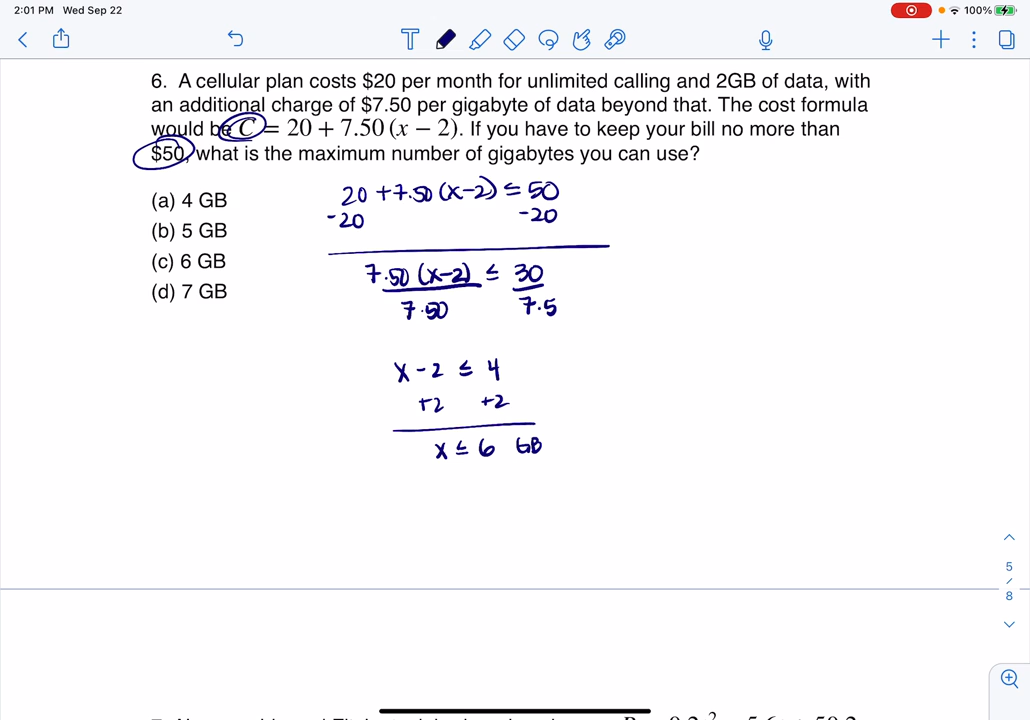 2:01 PM Wed Sep 22
100%
T
6. A cellular plan costs $20 per month for unlimited calling and 2GB of data, with
an additional charge of $7.50 per gigabyte of data beyond that. The cost formula
would be C = 20 + 7.50 (x − 2). If you have to keep your bill no more than
$50, what is the maximum number of gigabytes you can use?
(a) 4 GB
(b) 5 GB
(c) 6 GB
(d) 7 GB
20 +7.50 (x-2) ≤ 50
-20 -20
7.50 (x-2) ≤ 30
7.50 7.5
x - 2 ≤ 4
+2 +2
x ≤ 6 GB
5
/
8